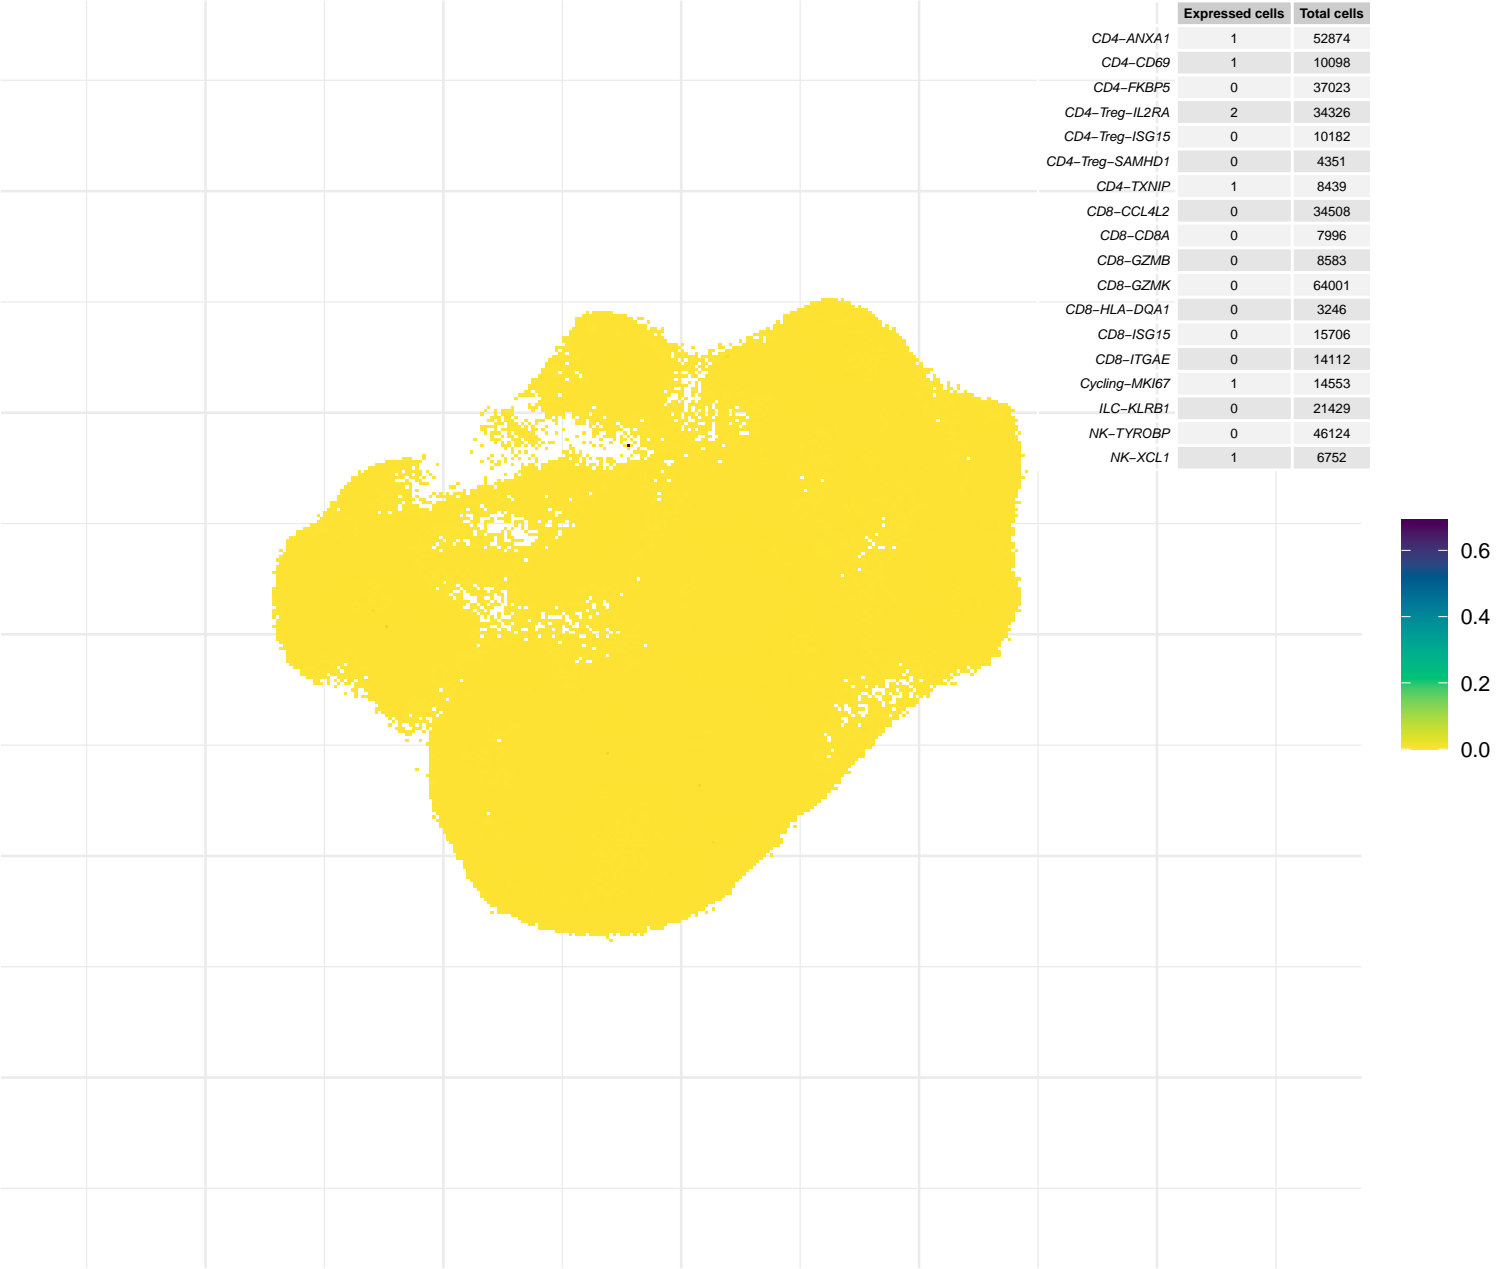 Expressed cells Total cells
CD4−ANXA1 1 52874
CD4−CD69 1 10098
CD4−FKBP5 0 37023
CD4−Treg−IL2RA 2 34326
CD4−Treg−ISG15 0 10182
CD4−Treg−SAMHD1 0 4351
CD4−TXNIP 1 8439
CD8−CCL4L2 0 34508
CD8−CD8A 0 7996
CD8−GZMB 0 8583
CD8−GZMK 0 64001
CD8−HLA−DQA1 0 3246
CD8−ISG15 0 15706
CD8−ITGAE 0 14112
Cycling−MKI67 1 14553
ILC−KLRB1 0 21429
NK−TYROBP 0 46124
NK−XCL1 1 6752
0.6
0.4
0.2
0.0